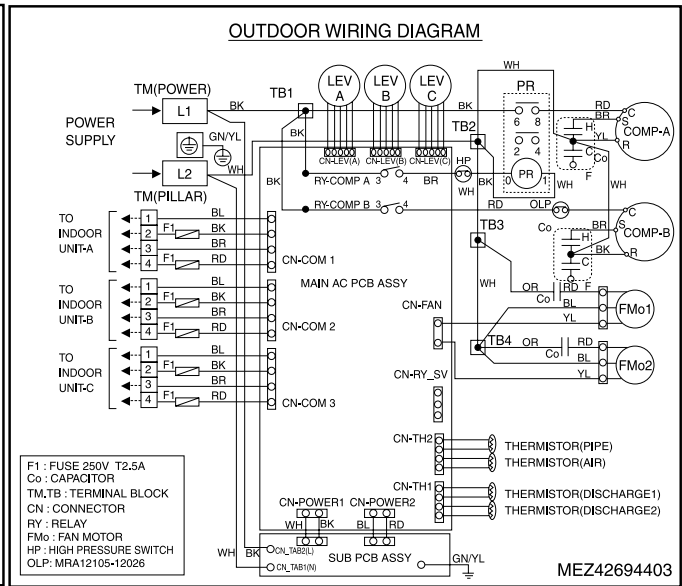 OUTDOOR WIRING DIAGRAM
TM(POWER)
L1
BK
POWER
SUPPLY
GN/YL
L2
WH
TM(PILLAR)
TB1
BK
BK
LEV
A
LEV
B
LEV
C
CN-LEV(A)
CN-LEV(B)
CN-LEV(C)
RY-COMP A 3 4
BR
HP
WH
RY-COMP B 3 4
RD
OLP
WH
PR
BK
6 8
2 4
TB2
BK
0 PR 1
WH
RD
BR
YL
C
S
R
COMP-A
H
C
Co
F
WH
Co
H
C
F
BR
BK
C
S
R
COMP-B
TB3
WH
OR
Co
RD
BL
YL
FMo1
TB4
OR
Co
RD
BL
YL
FMo2
TO
INDOOR
UNIT-A
1 BL
2 F1 BK
3 BR
4 F1 RD
CN-COM 1
MAIN AC PCB ASSY
TO
INDOOR
UNIT-B
1 BL
2 F1 BK
3 BR
4 F1 RD
CN-COM 2
TO
INDOOR
UNIT-C
1 BL
2 F1 BK
3 BR
4 F1 RD
CN-COM 3
CN-FAN
CN-RY_SV
CN-TH2
THERMISTOR(PIPE)
THERMISTOR(AIR)
CN-TH1
THERMISTOR(DISCHARGE1)
THERMISTOR(DISCHARGE2)
CN-POWER1
CN-POWER2
WH BK
BL RD
WH
BK
CN_TAB2(L)
CN_TAB1(N)
SUB PCB ASSY
GN/YL
F1 : FUSE 250V T2.5A
Co : CAPACITOR
TM.TB : TERMINAL BLOCK
CN : CONNECTOR
RY : RELAY
FMo : FAN MOTOR
HP : HIGH PRESSURE SWITCH
OLP: MRA12105-12026
MEZ42694403